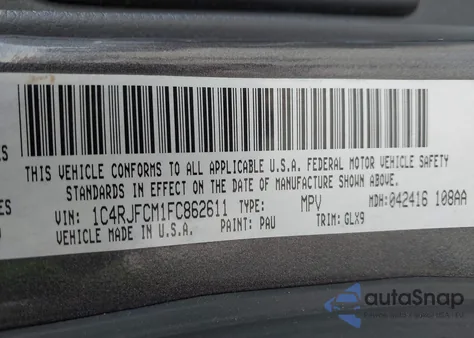 ES
THIS VEHICLE CONFORMS TO ALL APPLICABLE U.S.A. FEDERAL MOTOR VEHICLE SAFETY
STANDARDS IN EFFECT ON THE DATE OF MANUFACTURE SHOWN ABOVE.
VIN: 1C4RJFCM1FC862611 TYPE: MPV MDH: 042416 108AA
VEHICLE MADE IN U.S.A. PAINT: PAU TRIM: GLX9
autoSnap